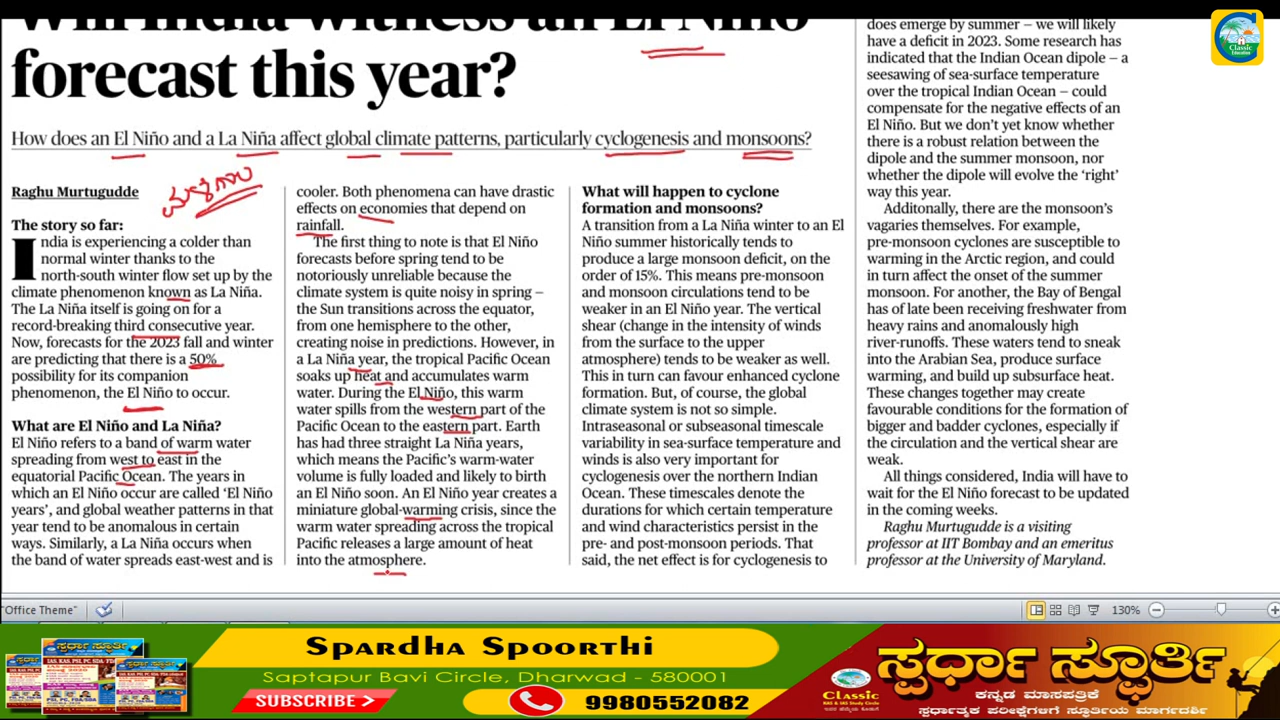 Will India witness an El Niño
forecast this year?
How does an El Niño and a La Niña affect global climate patterns, particularly cyclogenesis and monsoons?
Raghu Murtugudde
The story so far:
India is experiencing a colder than
normal winter thanks to the
north-south winter flow set up by the
climate phenomenon known as La Niña.
The La Niña itself is going on for a
record-breaking third consecutive year.
Now, forecasts for the 2023 fall and winter
are predicting that there is a 50%
possibility for its companion
phenomenon, the El Niño to occur.
What are El Niño and La Niña?
El Niño refers to a band of warm water
spreading from west to east in the
equatorial Pacific Ocean. The years in
which an El Niño occur are called ‘El Niño
years’, and global weather patterns in that
year tend to be anomalous in certain
ways. Similarly, a La Niña occurs when
the band of water spreads east-west and is
cooler. Both phenomena can have drastic
effects on economies that depend on
rainfall.
The first thing to note is that El Niño
forecasts before spring tend to be
notoriously unreliable because the
climate system is quite noisy in spring —
the Sun transitions across the equator,
from one hemisphere to the other,
creating noise in predictions. However, in
a La Niña year, the tropical Pacific Ocean
soaks up heat and accumulates warm
water. During the El Niño, this warm
water spills from the western part of the
Pacific Ocean to the eastern part. Earth
has had three straight La Niña years,
which means the Pacific’s warm-water
volume is fully loaded and likely to birth
an El Niño soon. An El Niño year creates a
miniature global-warming crisis, since the
warm water spreading across the tropical
Pacific releases a large amount of heat
into the atmosphere.
What will happen to cyclone
formation and monsoons?
A transition from a La Niña winter to an El
Niño summer historically tends to
produce a large monsoon deficit, on the
order of 15%. This means pre-monsoon
and monsoon circulations tend to be
weaker in an El Niño year. The vertical
shear (change in the intensity of winds
from the surface to the upper
atmosphere) tends to be weaker as well.
This in turn can favour enhanced cyclone
formation. But, of course, the global
climate system is not so simple.
Intraseasonal or subseasonal timescale
variability in sea-surface temperature and
winds is also very important for
cyclogenesis over the northern Indian
Ocean. These timescales denote the
durations for which certain temperature
and wind characteristics persist in the
pre- and post-monsoon periods. That
said, the net effect is for cyclogenesis to
does emerge by summer — we will likely
have a deficit in 2023. Some research has
indicated that the Indian Ocean dipole — a
seesawing of sea-surface temperature
over the tropical Indian Ocean — could
compensate for the negative effects of an
El Niño. But we don’t yet know whether
there is a robust relation between the
dipole and the summer monsoon, nor
whether the dipole will evolve the ‘right’
way this year.
Additonally, there are the monsoon’s
vagaries themselves. For example,
pre-monsoon cyclones are susceptible to
warming in the Arctic region, and could
in turn affect the onset of the summer
monsoon. For another, the Bay of Bengal
has of late been receiving freshwater from
heavy rains and anomalously high
river-runoffs. These waters tend to sneak
into the Arabian Sea, produce surface
warming, and build up subsurface heat.
These changes together may create
favourable conditions for the formation of
bigger and badder cyclones, especially if
the circulation and the vertical shear are
weak.
All things considered, India will have to
wait for the El Niño forecast to be updated
in the coming weeks.
Raghu Murtugudde is a visiting
professor at IIT Bombay and an emeritus
professor at the University of Maryland.
Classic
"Office Theme"
130%
Spardha Spoorthi
Saptapur Bavi Circle, Dharwad - 580001
SUBSCRIBE
9980552082
Classic
ಸ್ಪರ್ಧಾ ಸ್ಫೂರ್ತಿ
ಕನ್ನಡ ಮಾಸಪತ್ರಿಕೆ
ಸ್ಪರ್ಧಾತ್ಮಕ ಪರೀಕ್ಷೆಗಳಿಗೆ ಸ್ಫೂರ್ತಿಯ ಮಾರ್ಗದರ್ಶಿ